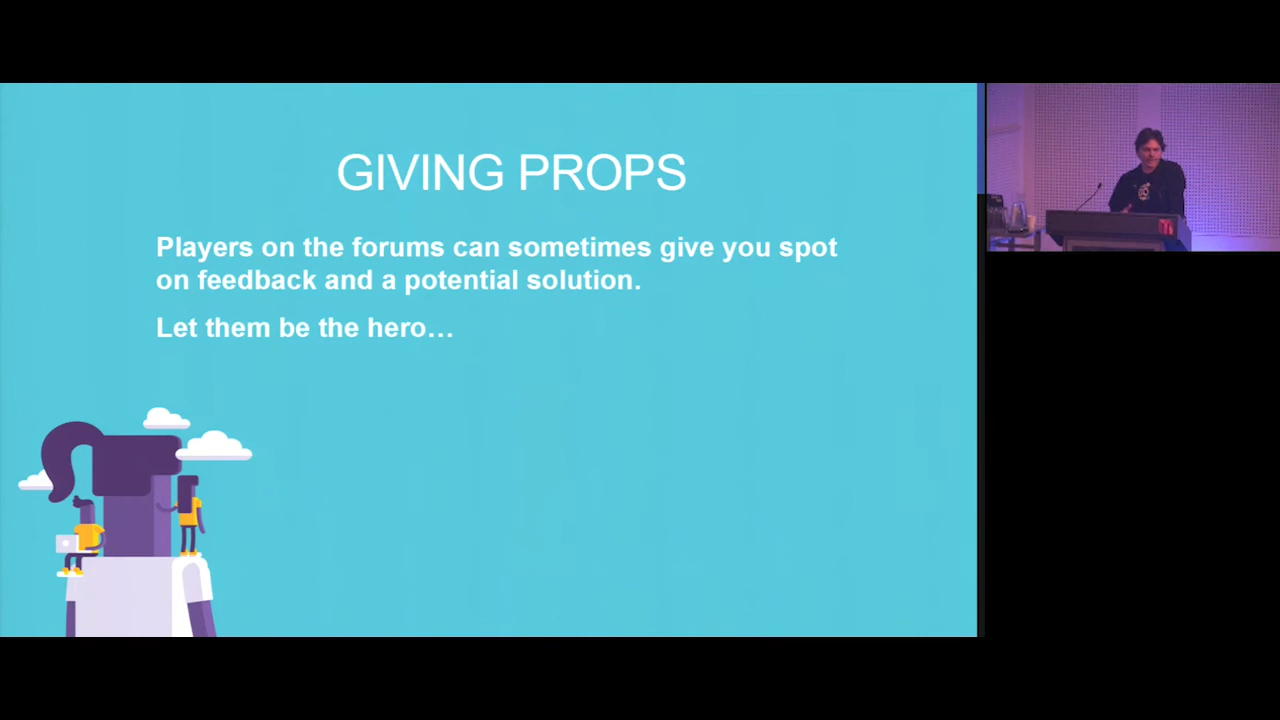 GIVING PROPS
Players on the forums can sometimes give you spot
on feedback and a potential solution.
Let them be the hero…